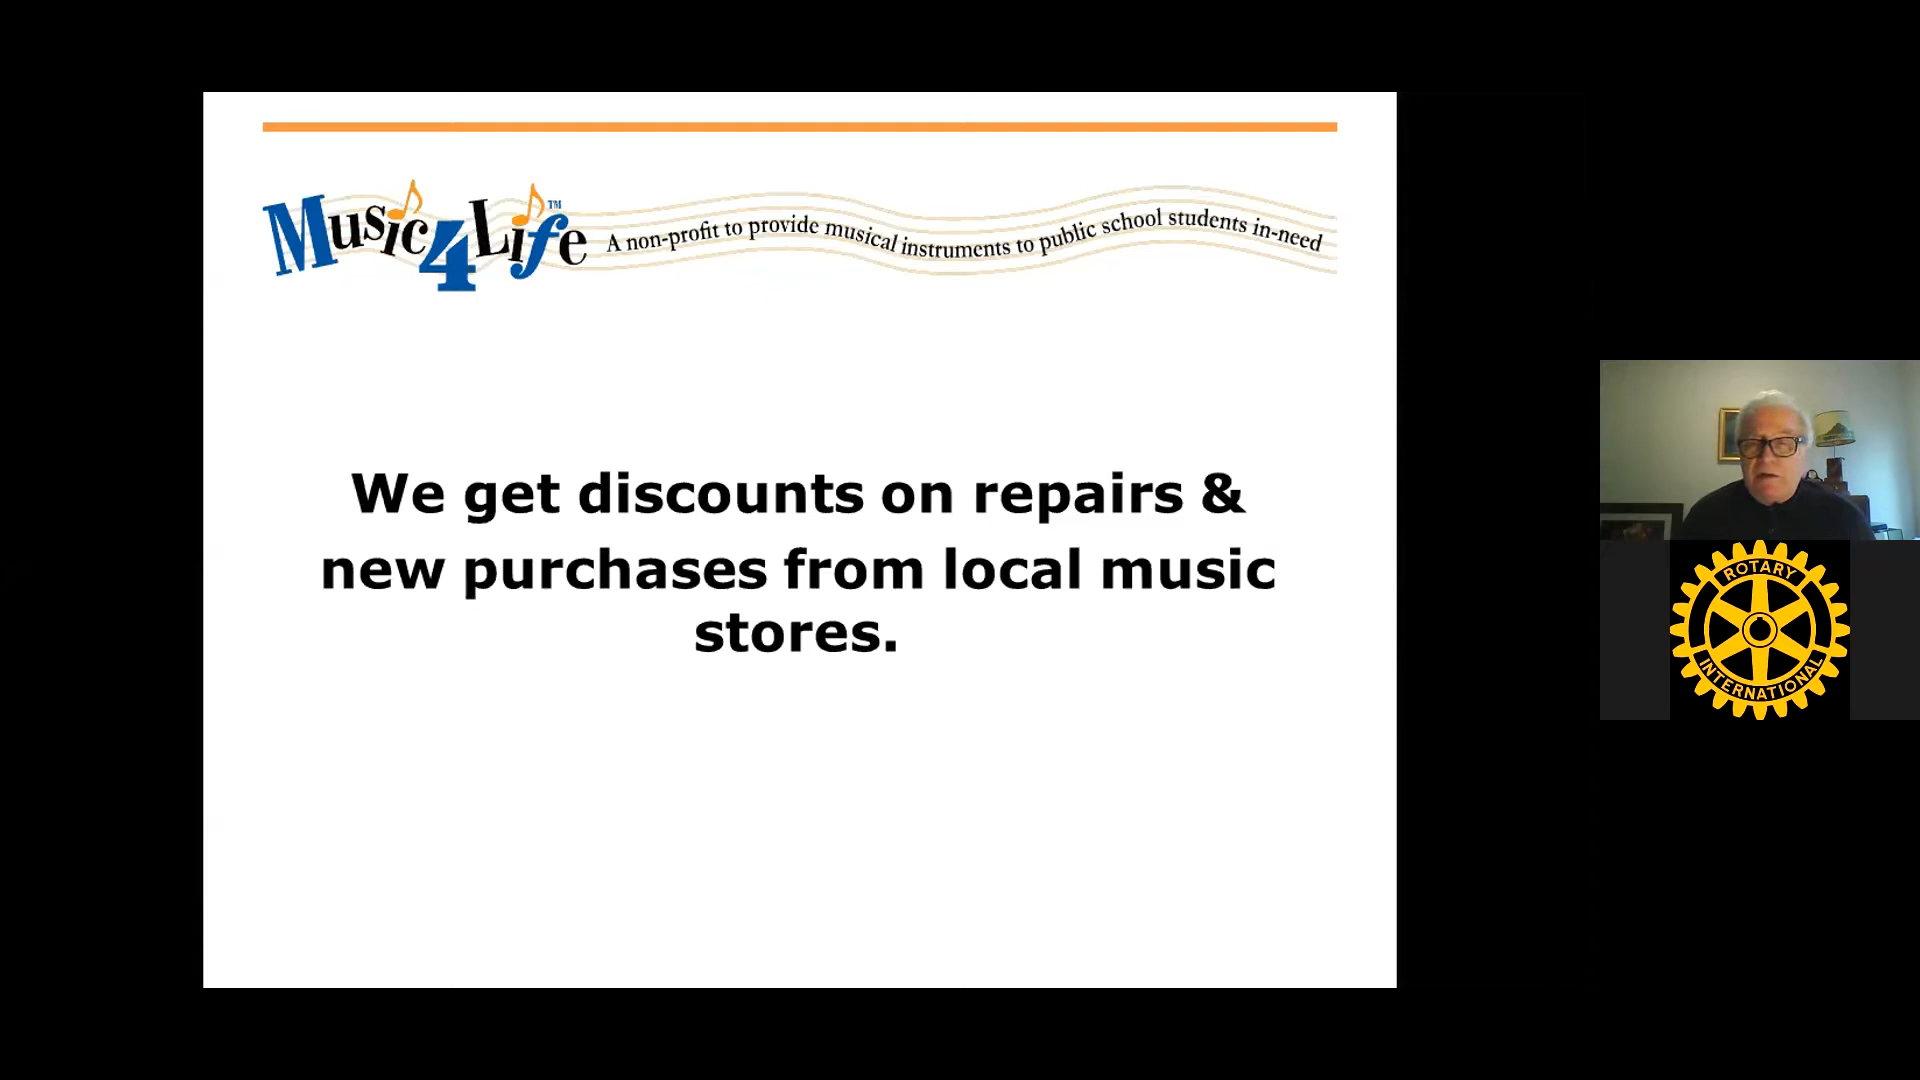 Music4Life™ A non-profit to provide musical instruments to public school students in-need
We get discounts on repairs &
new purchases from local music
stores.
ROTARY
INTERNATIONAL